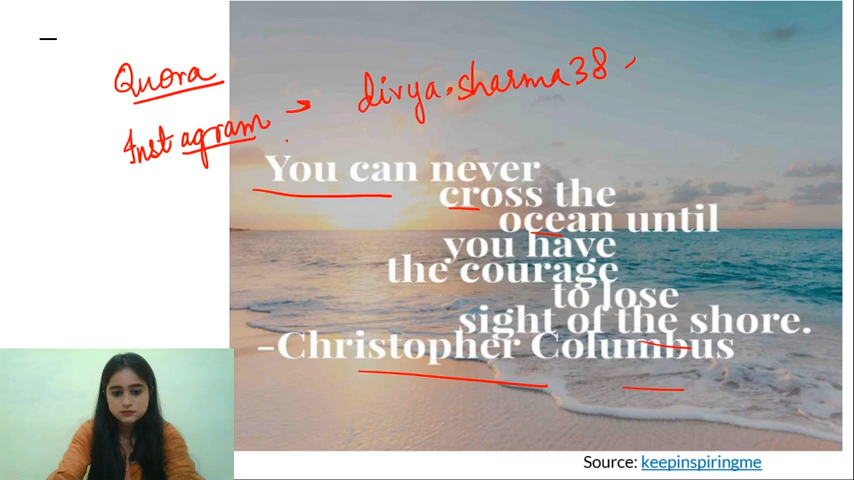 Quora
Instagram → divya.sharma38
You can never
cross the
ocean until
you have
the courage
to lose
sight of the shore.
-Christopher Columbus
Source: keepinspiringme